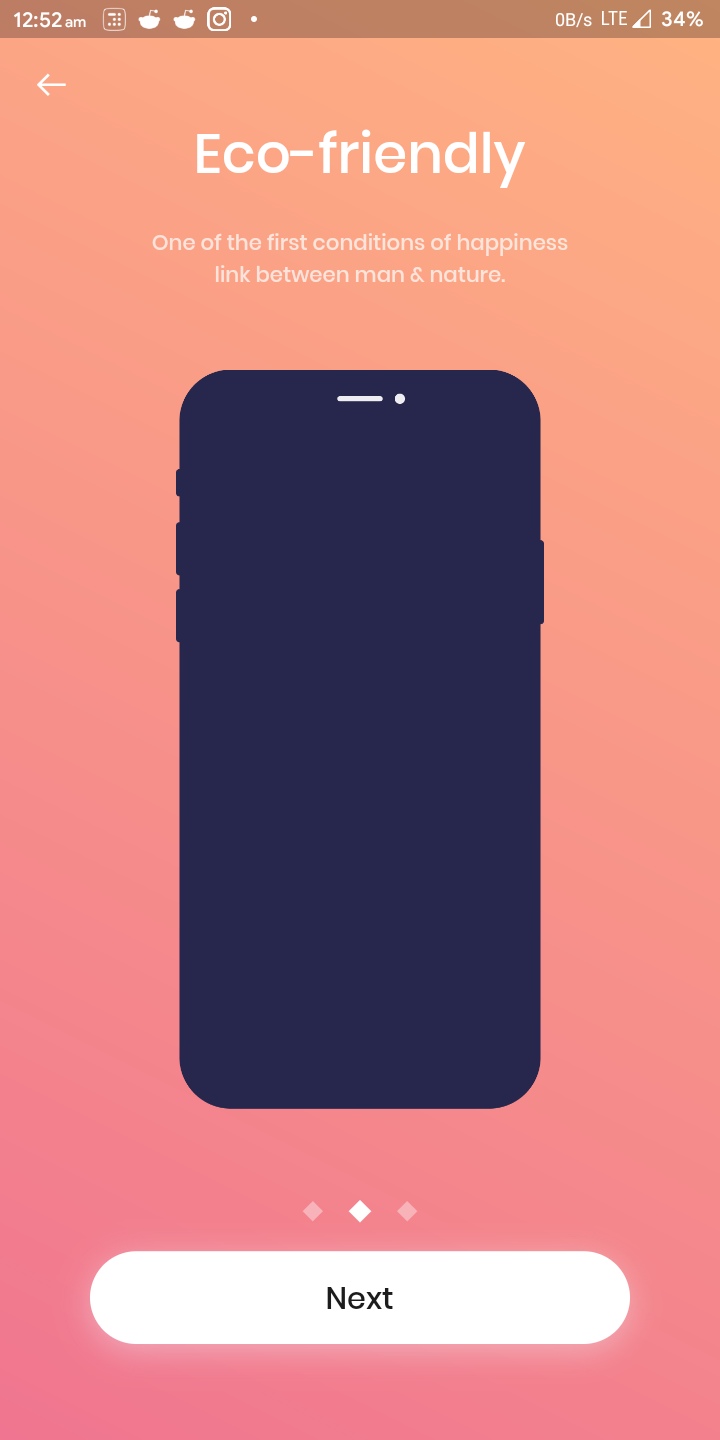 12:52 am
0B/s LTE 34%
Eco-friendly
One of the first conditions of happiness
link between man & nature.
Next